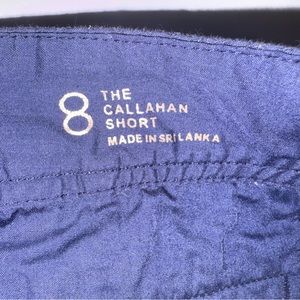 8
THE
CALLAHAN
SHORT
MADE IN SRI LANKA